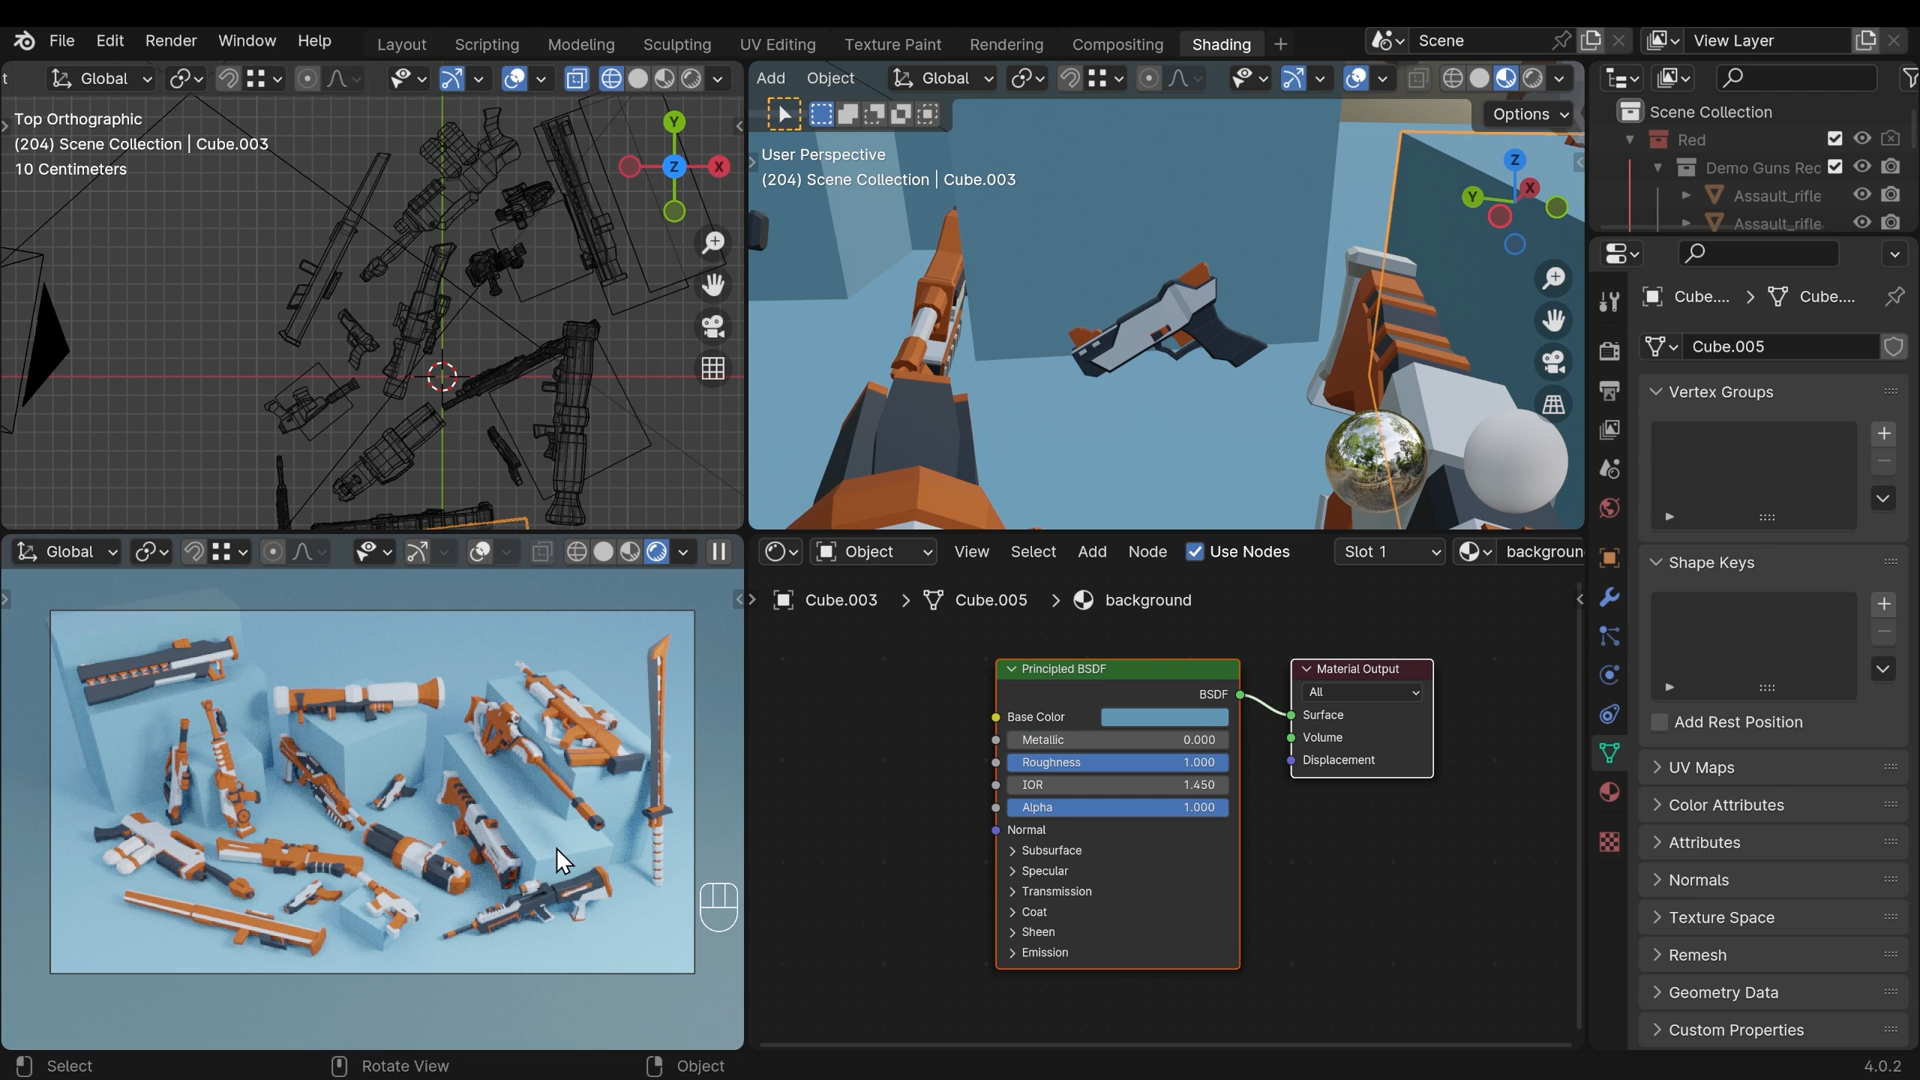 File Edit Render Window Help Layout Scripting Modeling Sculpting UV Editing Texture Paint Rendering Compositing Shading Scene View Layer
t Global
Add Object Global
Top Orthographic
(204) Scene Collection | Cube.003
10 Centimeters
Y
Z
X
Options
User Perspective
(204) Scene Collection | Cube.003
Z
X
Y
Scene Collection
Red
Demo Guns Rec
Assault_rifle
Assault_rifle
Cube.... Cube....
Cube.005
Vertex Groups
Shape Keys
Add Rest Position
UV Maps
Color Attributes
Attributes
Normals
Texture Space
Remesh
Geometry Data
Custom Properties
Global
Object View Select Add Node Use Nodes Slot 1 backgroun
Cube.003 Cube.005 background
Principled BSDF
BSDF
Base Color
Metallic 0.000
Roughness 1.000
IOR 1.450
Alpha 1.000
Normal
Subsurface
Specular
Transmission
Coat
Sheen
Emission
Material Output
All
Surface
Volume
Displacement
Select Rotate View Object 4.0.2